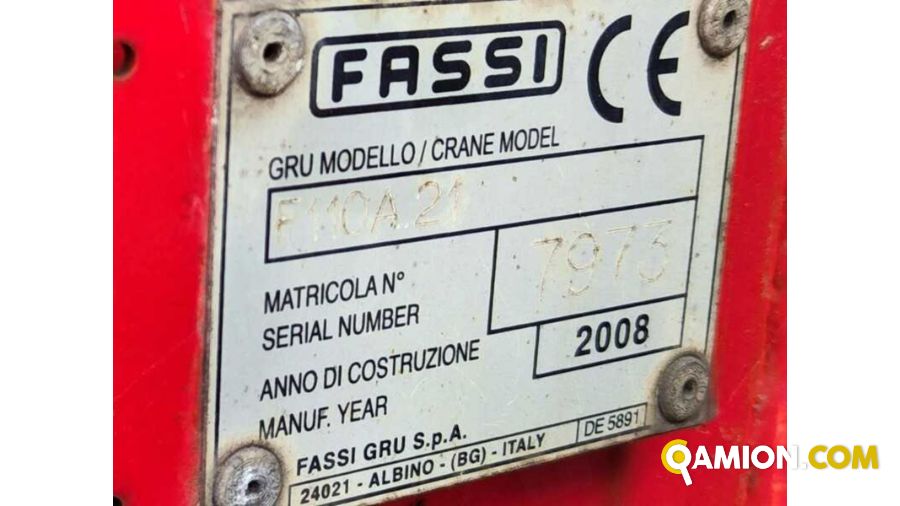 FASSI CE
GRU MODELLO / CRANE MODEL
F110A.21
MATRICOLA N°
SERIAL NUMBER
7973
ANNO DI COSTRUZIONE
MANUF. YEAR
2008
FASSI GRU S.p.A.
24021 - ALBINO - (BG) - ITALY
DE 5891
QAMION.COM